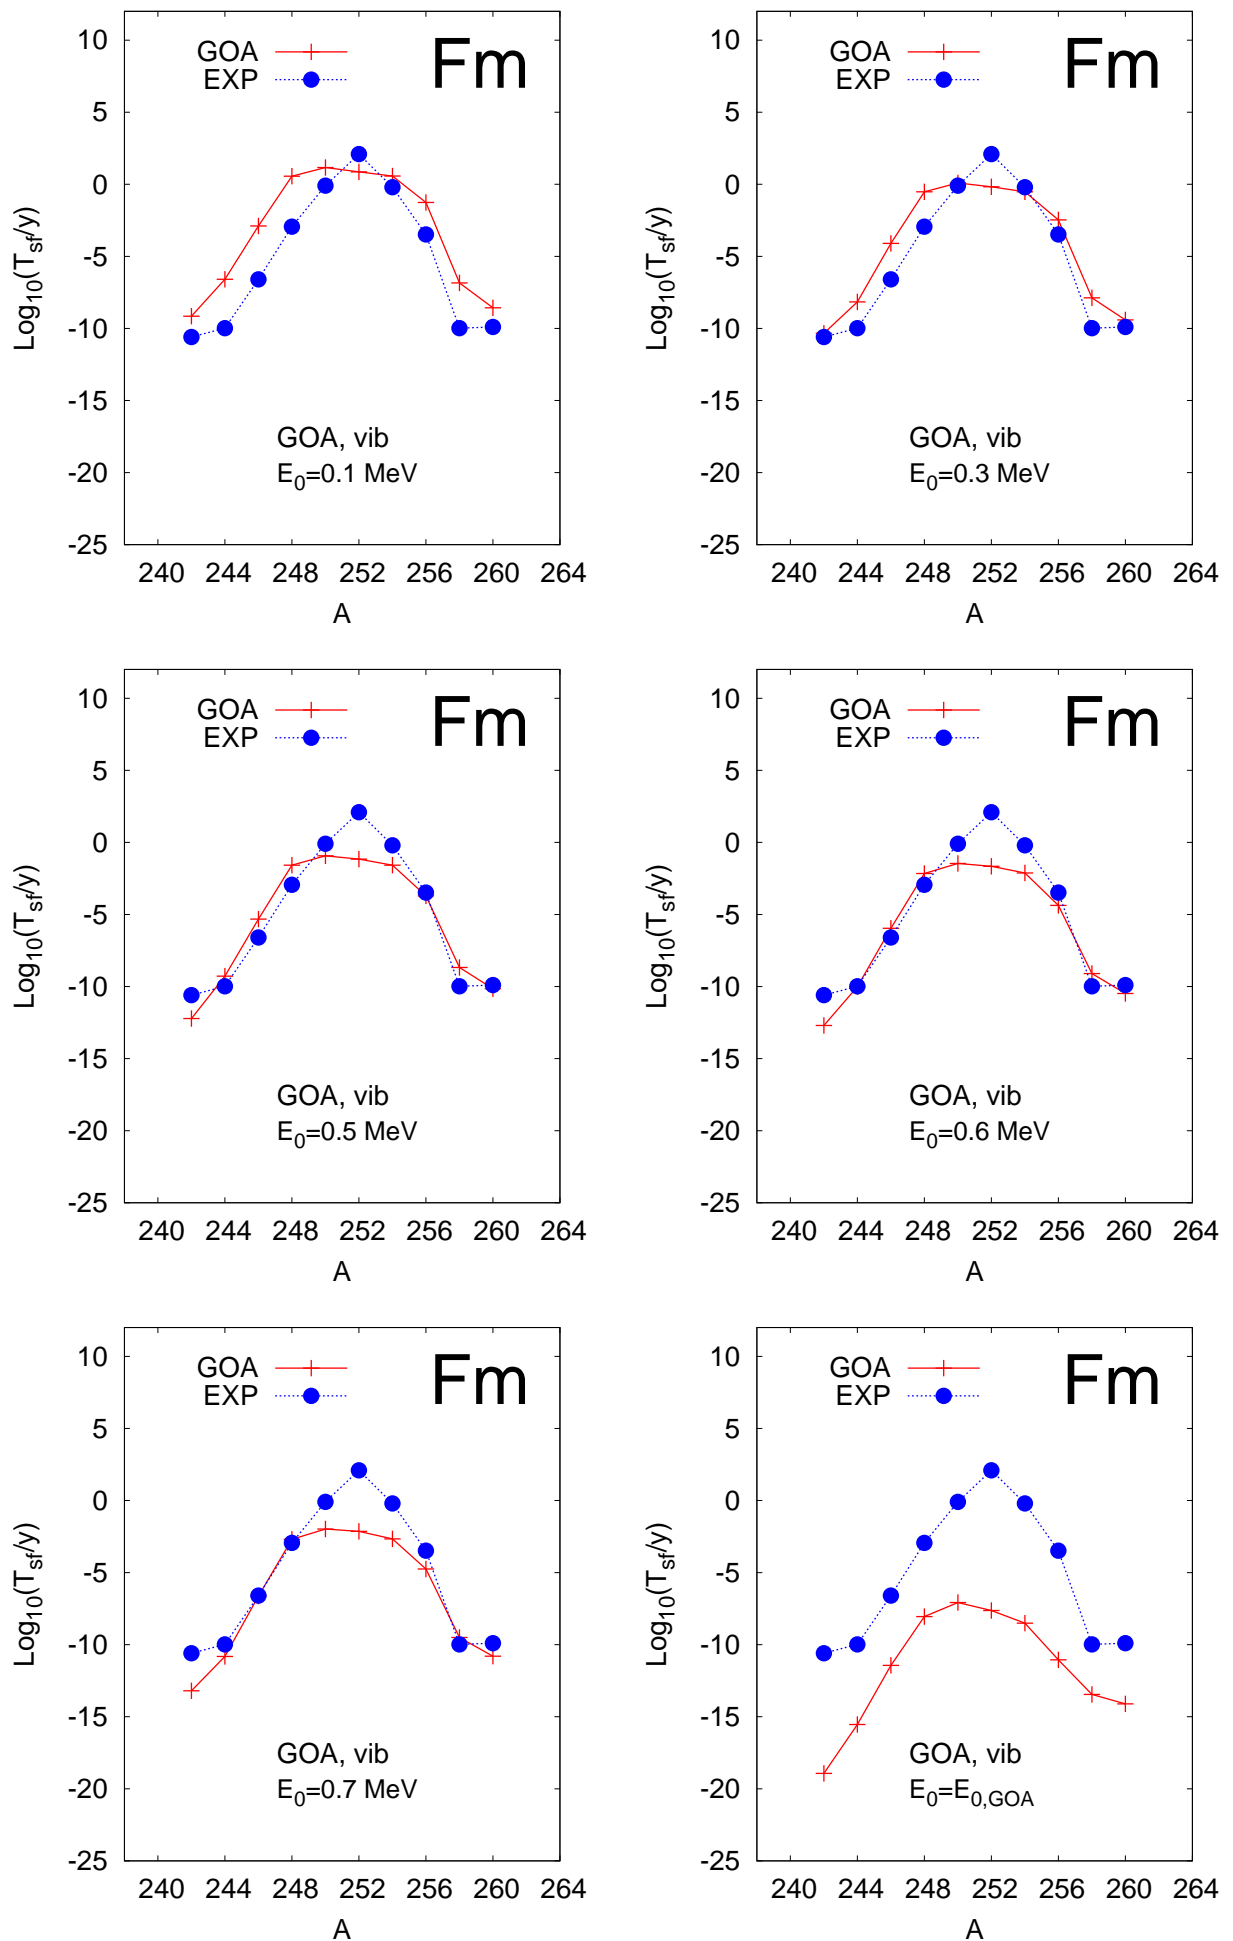 10
5
0
-5
-10
-15
-20
-25
240 244 248 252 256 260 264
Log10(Tsf/y)
A
GOA
EXP
Fm
GOA, vib
E0=0.1 MeV
10
5
0
-5
-10
-15
-20
-25
240 244 248 252 256 260 264
Log10(Tsf/y)
A
GOA
EXP
Fm
GOA, vib
E0=0.3 MeV
10
5
0
-5
-10
-15
-20
-25
240 244 248 252 256 260 264
Log10(Tsf/y)
A
GOA
EXP
Fm
GOA, vib
E0=0.5 MeV
10
5
0
-5
-10
-15
-20
-25
240 244 248 252 256 260 264
Log10(Tsf/y)
A
GOA
EXP
Fm
GOA, vib
E0=0.6 MeV
10
5
0
-5
-10
-15
-20
-25
240 244 248 252 256 260 264
Log10(Tsf/y)
A
GOA
EXP
Fm
GOA, vib
E0=0.7 MeV
10
5
0
-5
-10
-15
-20
-25
240 244 248 252 256 260 264
Log10(Tsf/y)
A
GOA
EXP
Fm
GOA, vib
E0=E0,GOA